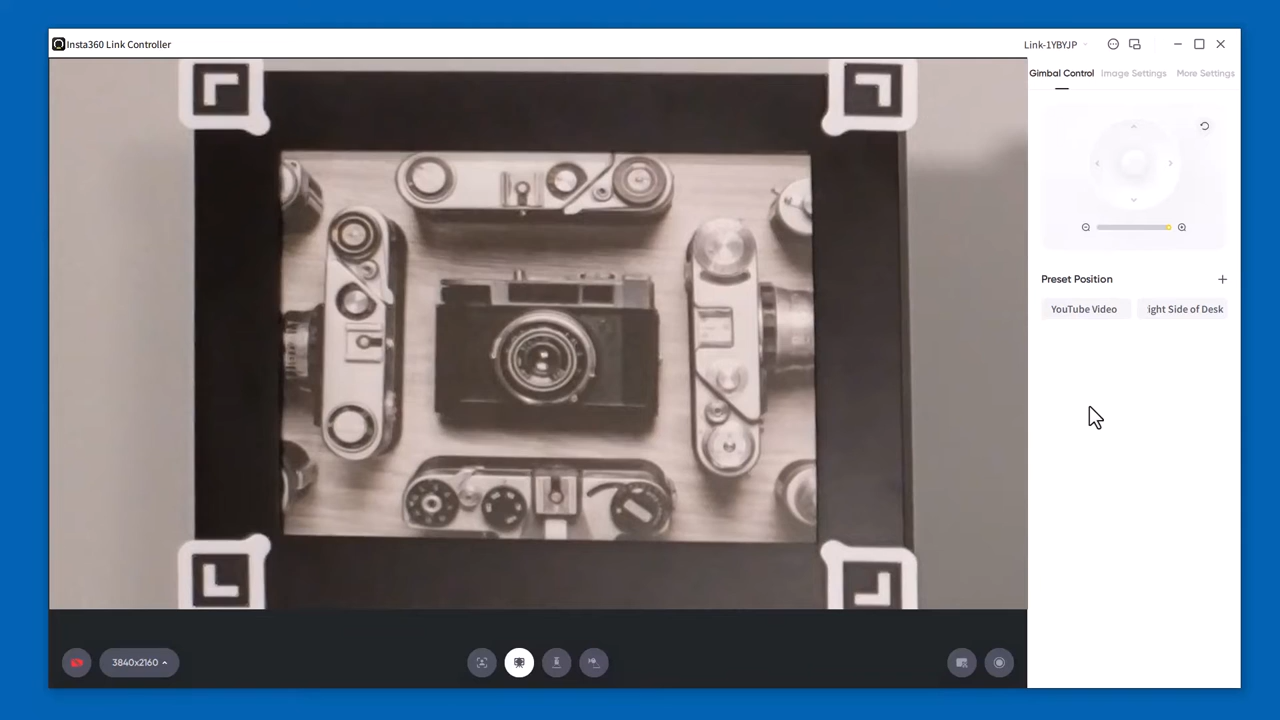 Insta360 Link Controller
Link-1YBYJP
Gimbal Control
Image Settings
More Settings
Preset Position
YouTube Video
ight Side of Desk
3840x2160